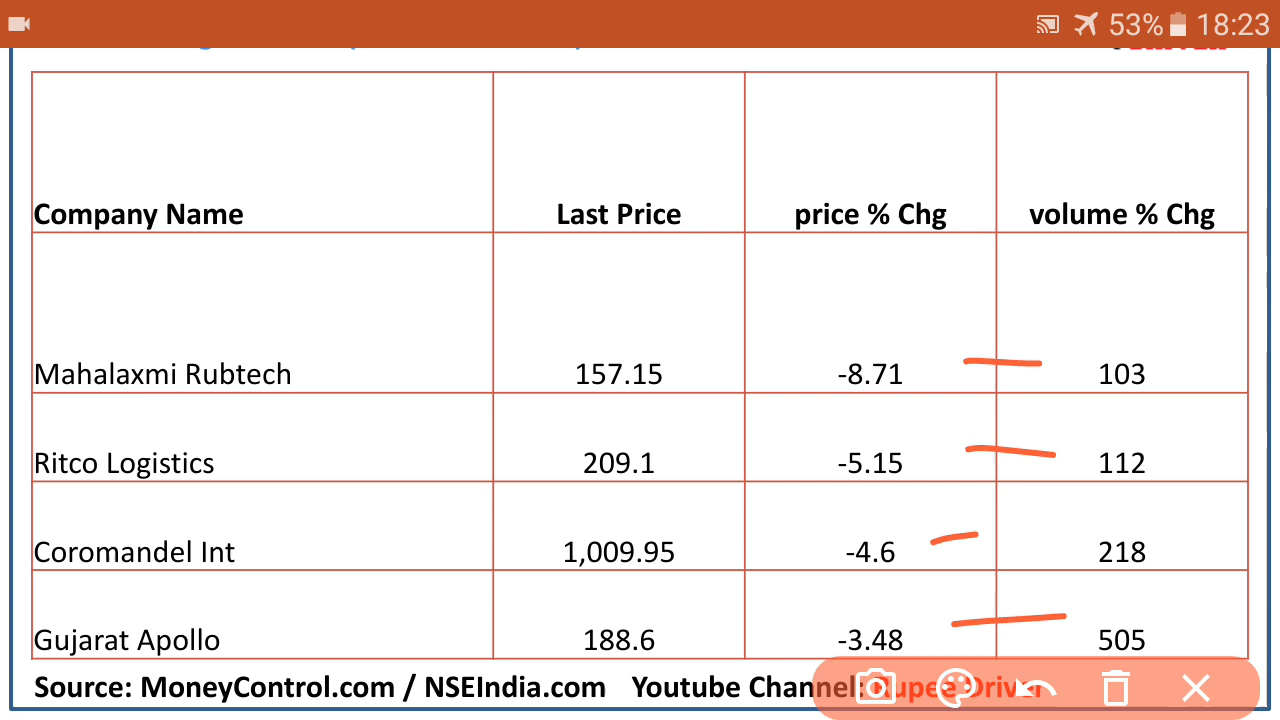 53% 18:23
Company Name Last Price price % Chg volume % Chg
Mahalaxmi Rubtech 157.15 -8.71 103
Ritco Logistics 209.1 -5.15 112
Coromandel Int 1,009.95 -4.6 218
Gujarat Apollo 188.6 -3.48 505
Source: MoneyControl.com / NSEIndia.com Youtube Channel: Rupee Driver